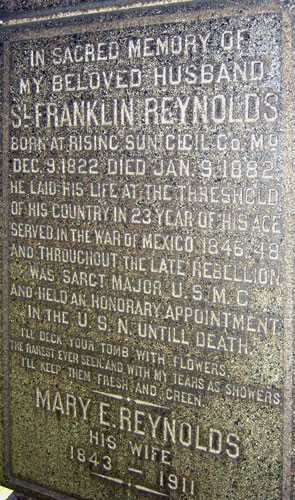 IN SACRED MEMORY OF
MY BELOVED HUSBAND
St. FRANKLIN REYNOLDS
BORN AT RISING SUN CICIL CO. MD.
DEC. 9. 1822. DIED JAN. 9. 1882.
HE LAID HIS LIFE AT THE THRESHOLD
OF HIS COUNTRY IN 23 YEAR OF HIS AGE
SERVED IN THE WAR OF MEXICO 1846-48
AND THROUGHOUT THE LATE REBELLION.
WAS SARCT MAJOR U.S.M.C.
AND HELD AN HONORARY APPOINTMENT
IN THE U.S.N. UNTILL DEATH.
I'LL DECK YOUR TOMB WITH FLOWERS,
THE RAREST EVER SEEN, AND WITH MY TEARS AS SHOWERS
I'LL KEEP THEM FRESH AND GREEN.
MARY E. REYNOLDS
HIS WIFE
1843 - 1911